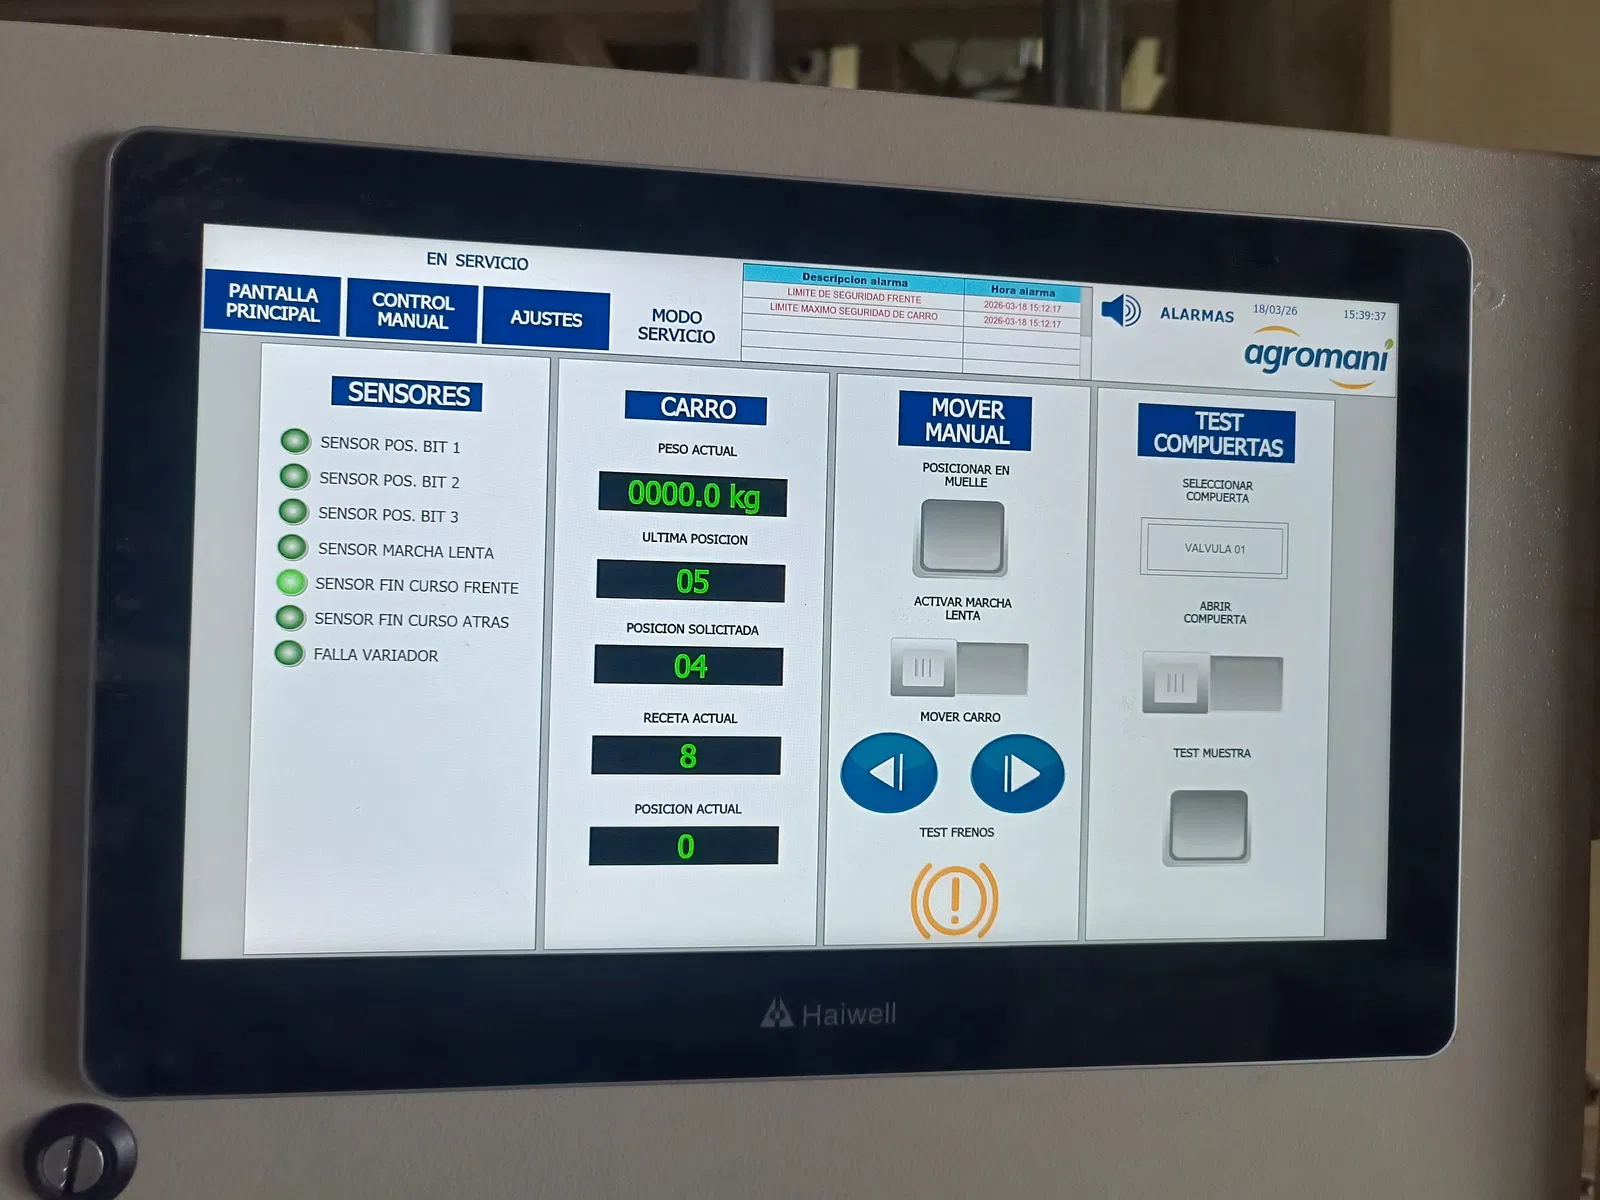 EN SERVICIO
PANTALLA
PRINCIPAL
CONTROL
MANUAL
AJUSTES
MODO
SERVICIO
Descripcion alarma
Hora alarma
LIMITE DE SEGURIDAD FRENTE
2026-03-18 15:12:17
LIMITE MAXIMO SEGURIDAD DE CARRO
2026-03-18 15:12:17
ALARMAS
18/03/26
15:39:37
agromani
SENSORES
SENSOR POS. BIT 1
SENSOR POS. BIT 2
SENSOR POS. BIT 3
SENSOR MARCHA LENTA
SENSOR FIN CURSO FRENTE
SENSOR FIN CURSO ATRAS
FALLA VARIADOR
CARRO
PESO ACTUAL
0000.0 kg
ULTIMA POSICION
05
POSICION SOLICITADA
04
RECETA ACTUAL
8
POSICION ACTUAL
0
MOVER
MANUAL
POSICIONAR EN
MUELLE
ACTIVAR MARCHA
LENTA
MOVER CARRO
TEST FRENOS
TEST
COMPUERTAS
SELECCIONAR
COMPUERTA
VALVULA 01
ABRIR
COMPUERTA
TEST MUESTRA
Haiwell